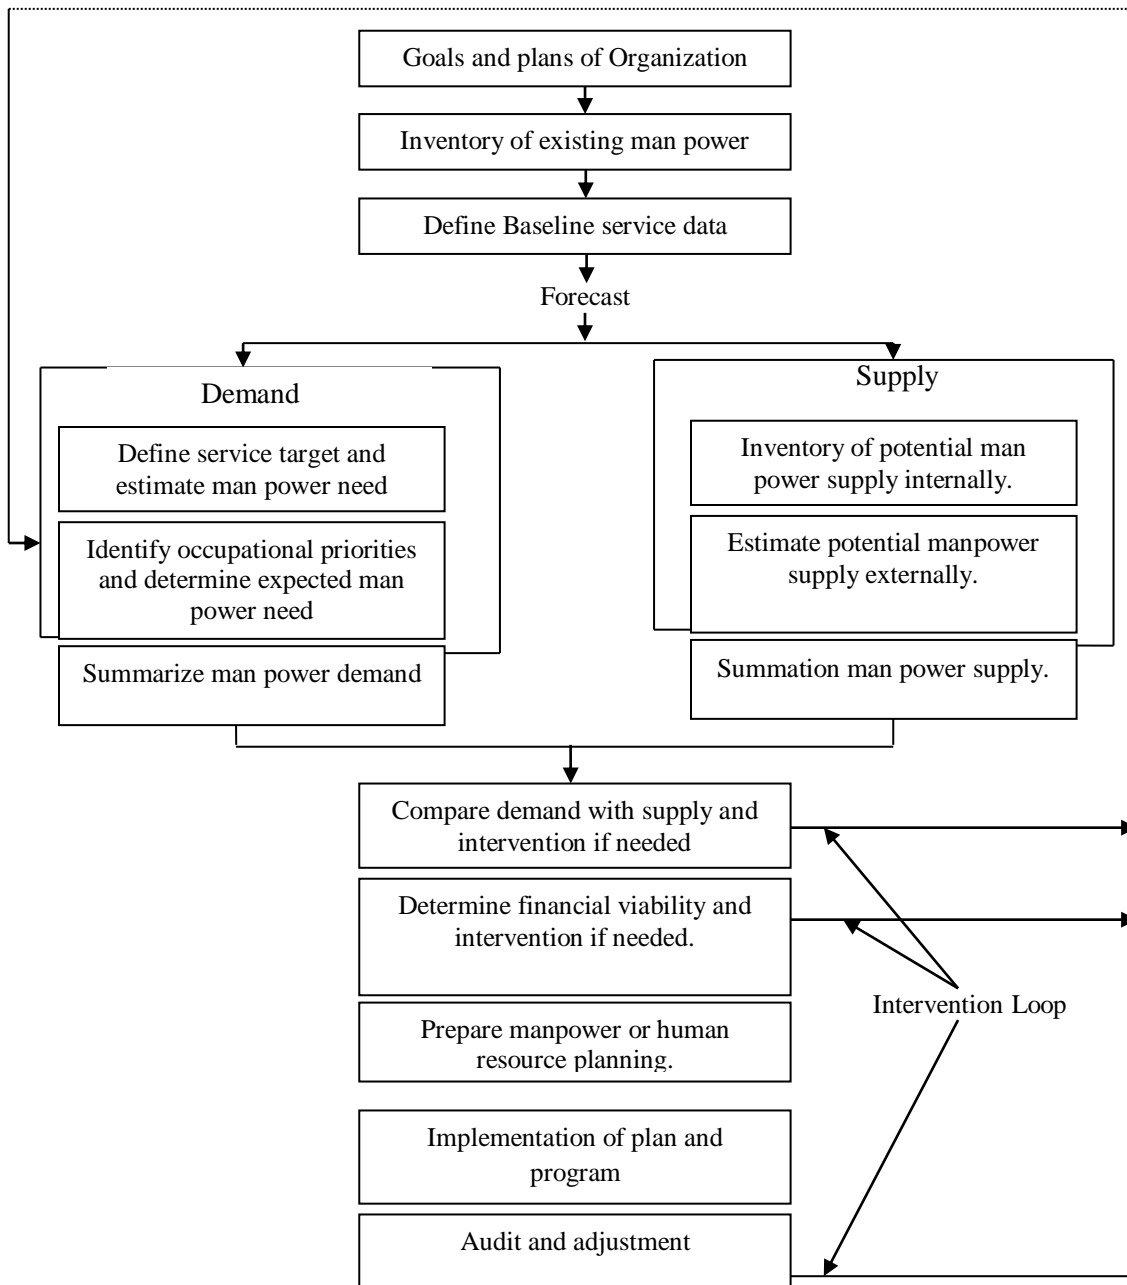 Goals and plans of Organization
Inventory of existing man power
Define Baseline service data
Forecast
Demand
Define service target and
estimate man power need
Identify occupational priorities
and determine expected man
power need
Summarize man power demand
Supply
Inventory of potential man
power supply internally.
Estimate potential manpower
supply externally.
Summation man power supply.
Compare demand with supply and
intervention if needed
Determine financial viability and
intervention if needed.
Intervention Loop
Prepare manpower or human
resource planning.
Implementation of plan and
program
Audit and adjustment